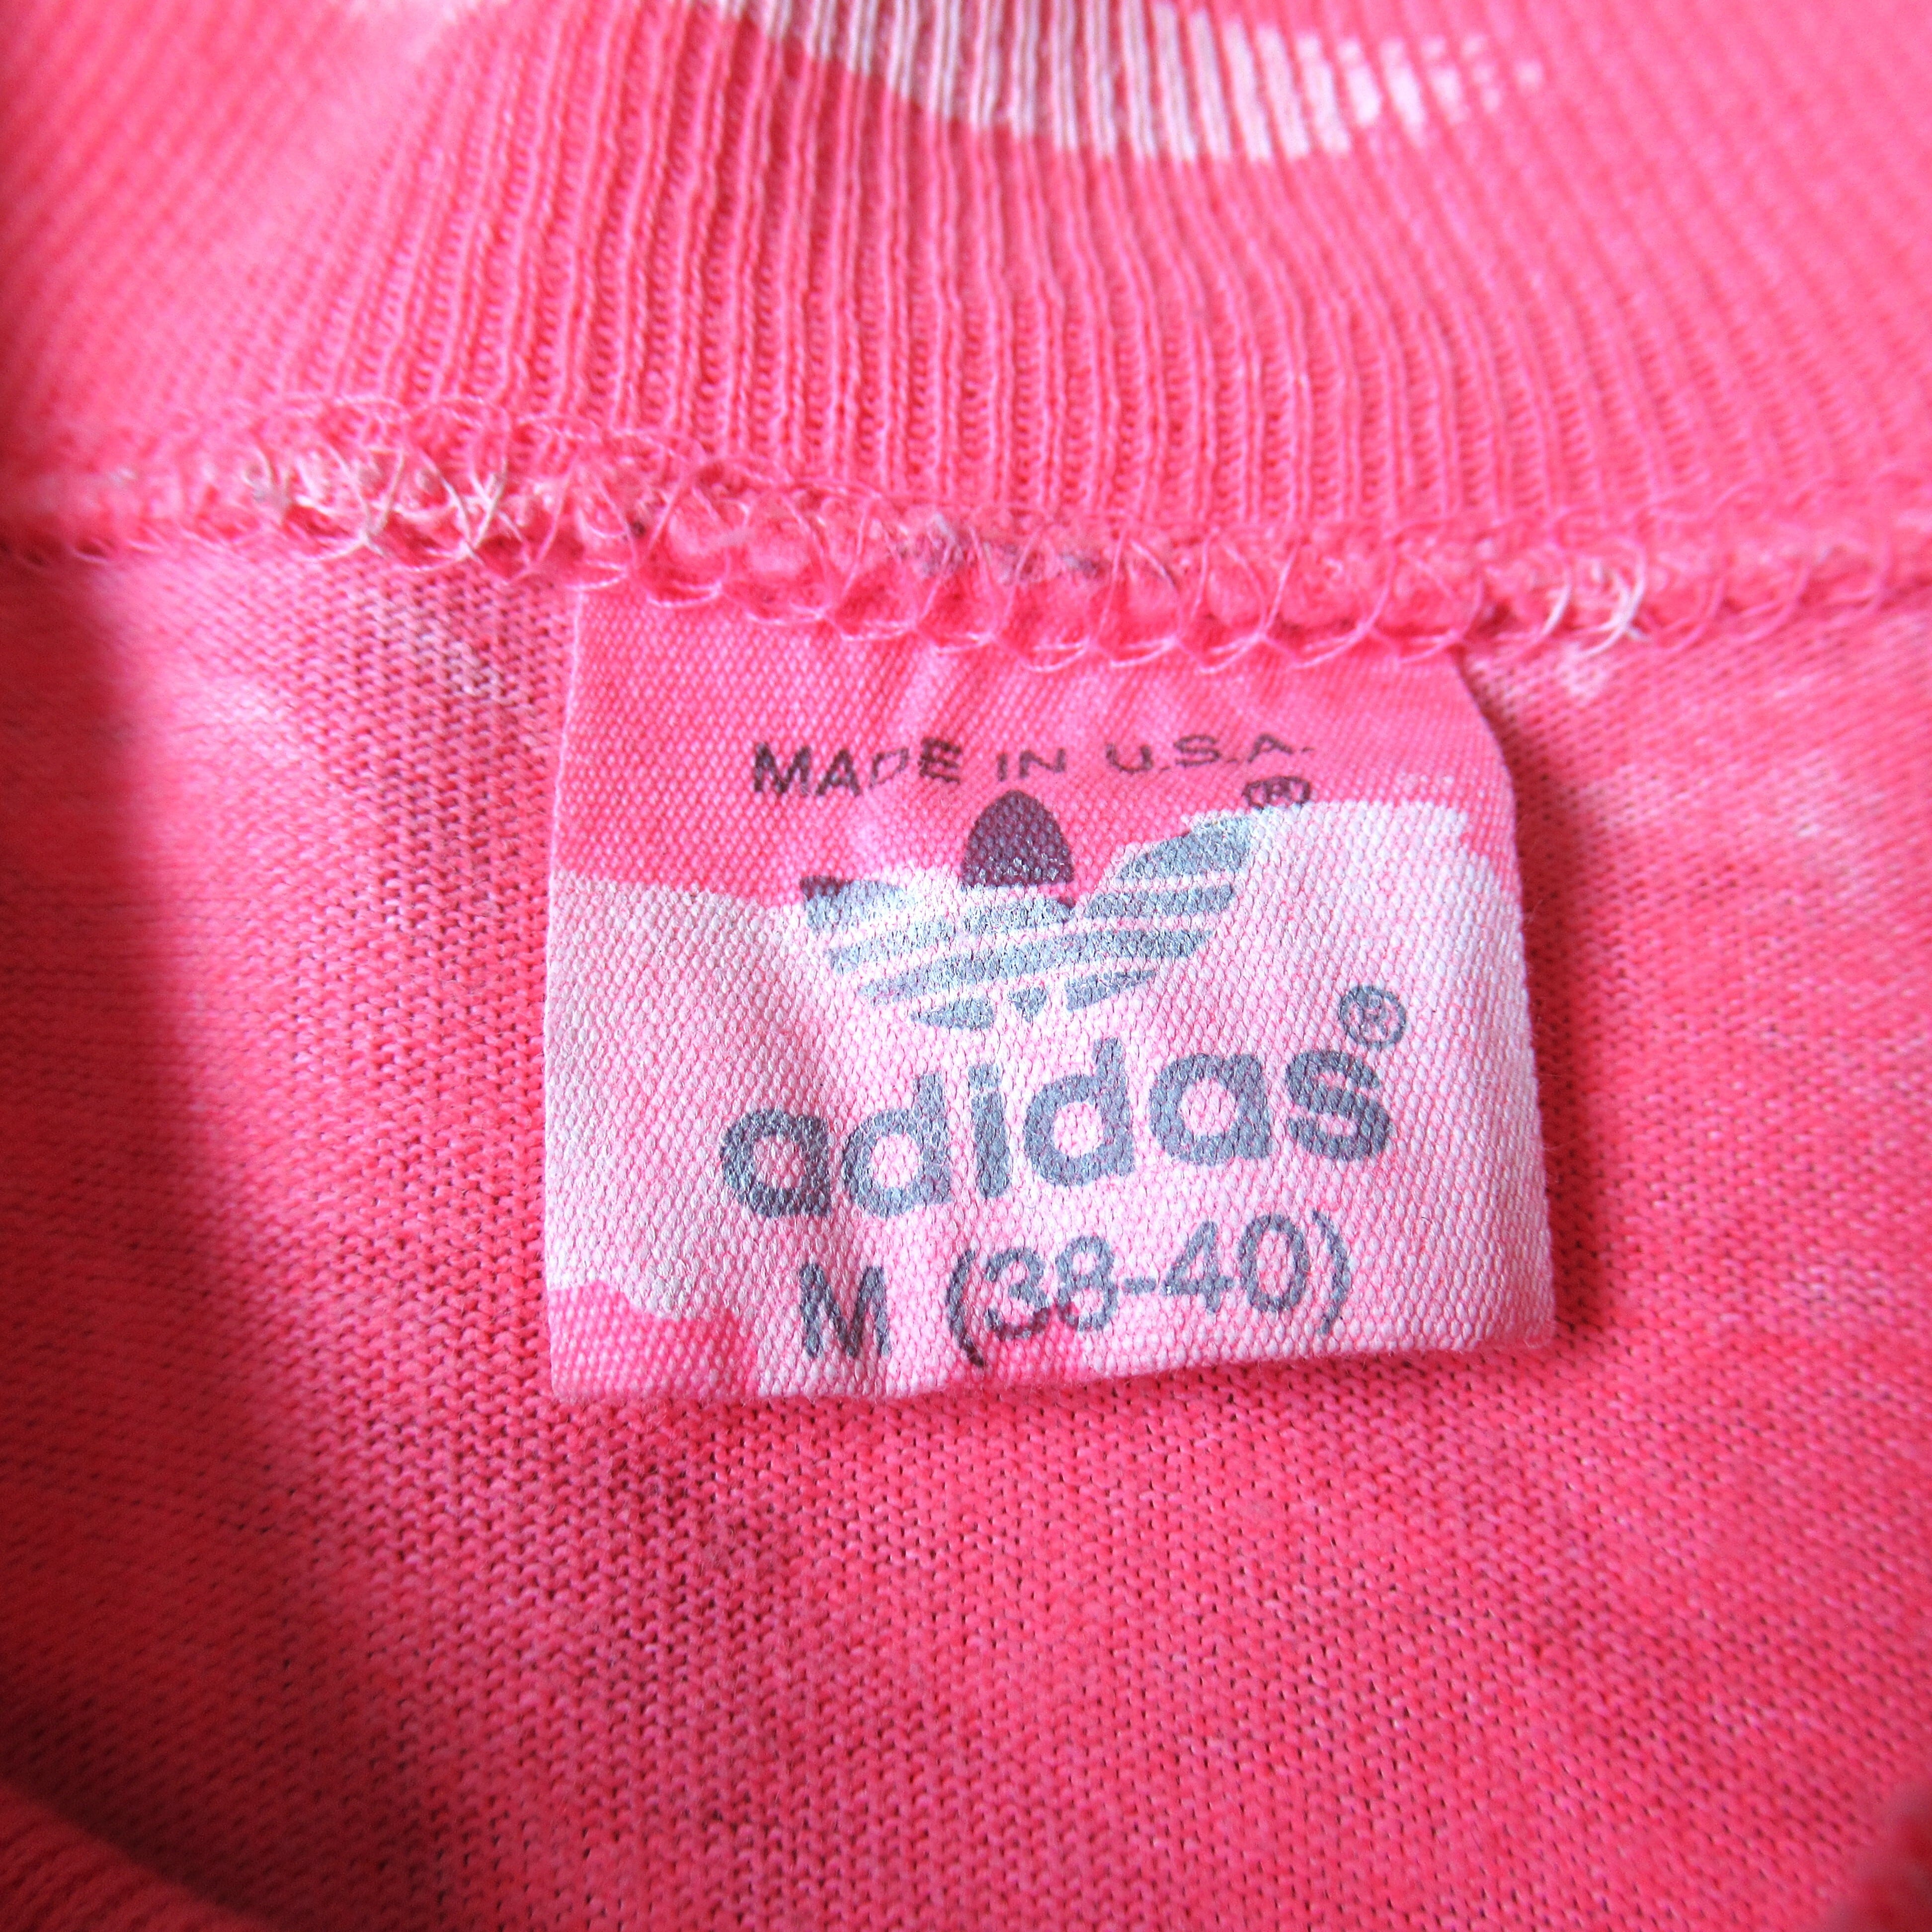 MADE IN U.S.A.
®
adidas®
M (38-40)